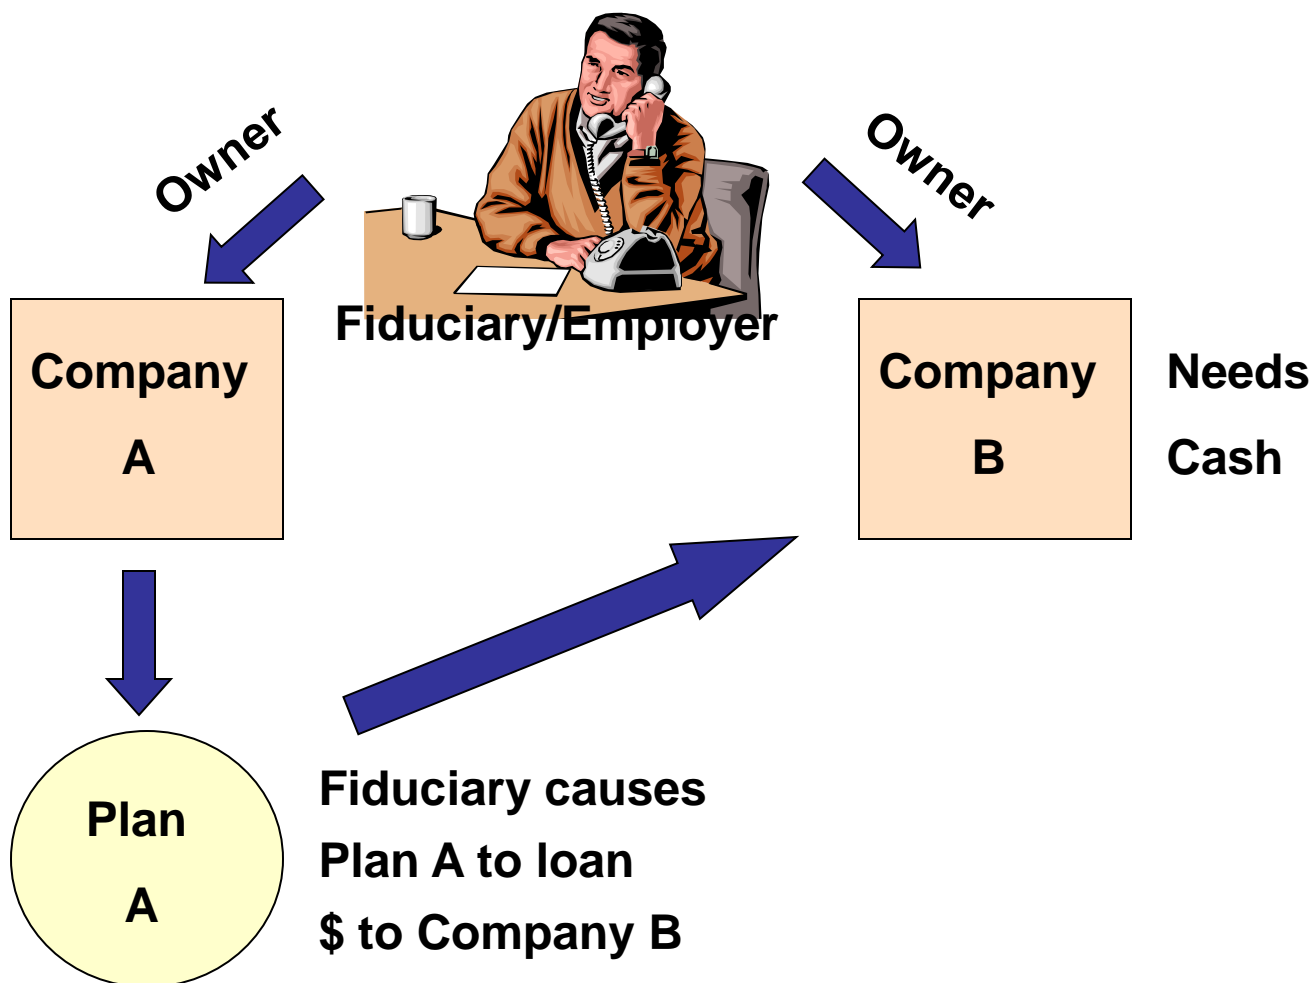 Owner
Owner
Fiduciary/Employer
Company
A
Company
B
Needs
Cash
Plan
A
Fiduciary causes
Plan A to loan
$ to Company B